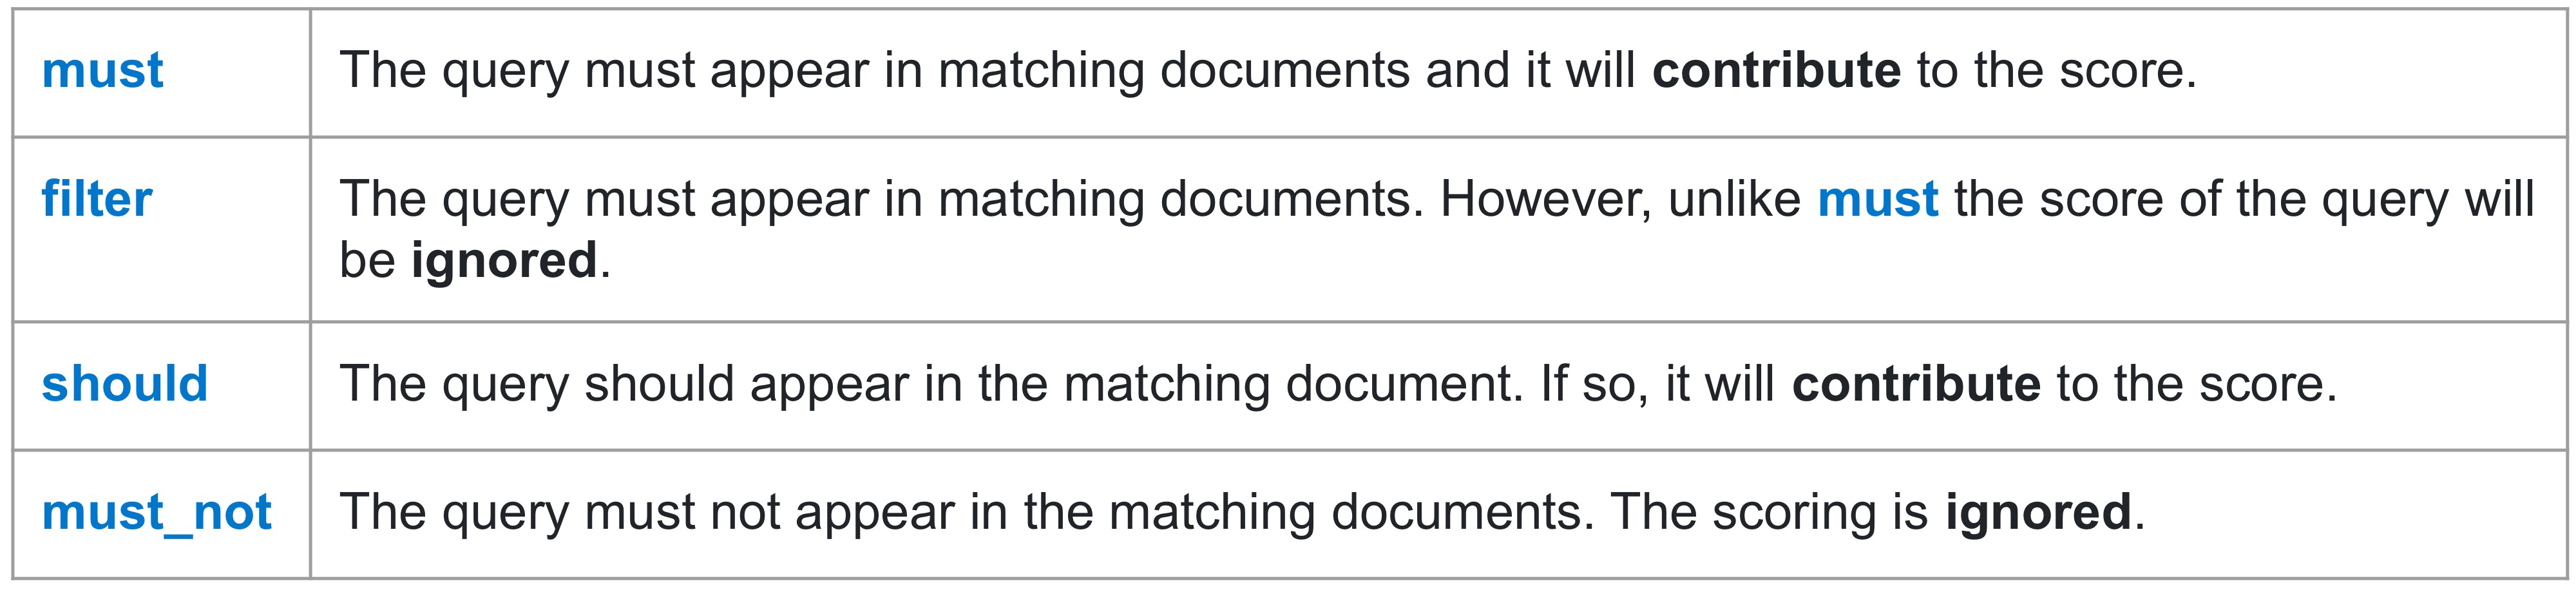 must
The query must appear in matching documents and it will contribute to the score.
filter
The query must appear in matching documents. However, unlike must the score of the query will
be ignored.
should
The query should appear in the matching document. If so, it will contribute to the score.
must_not
The query must not appear in the matching documents. The scoring is ignored.